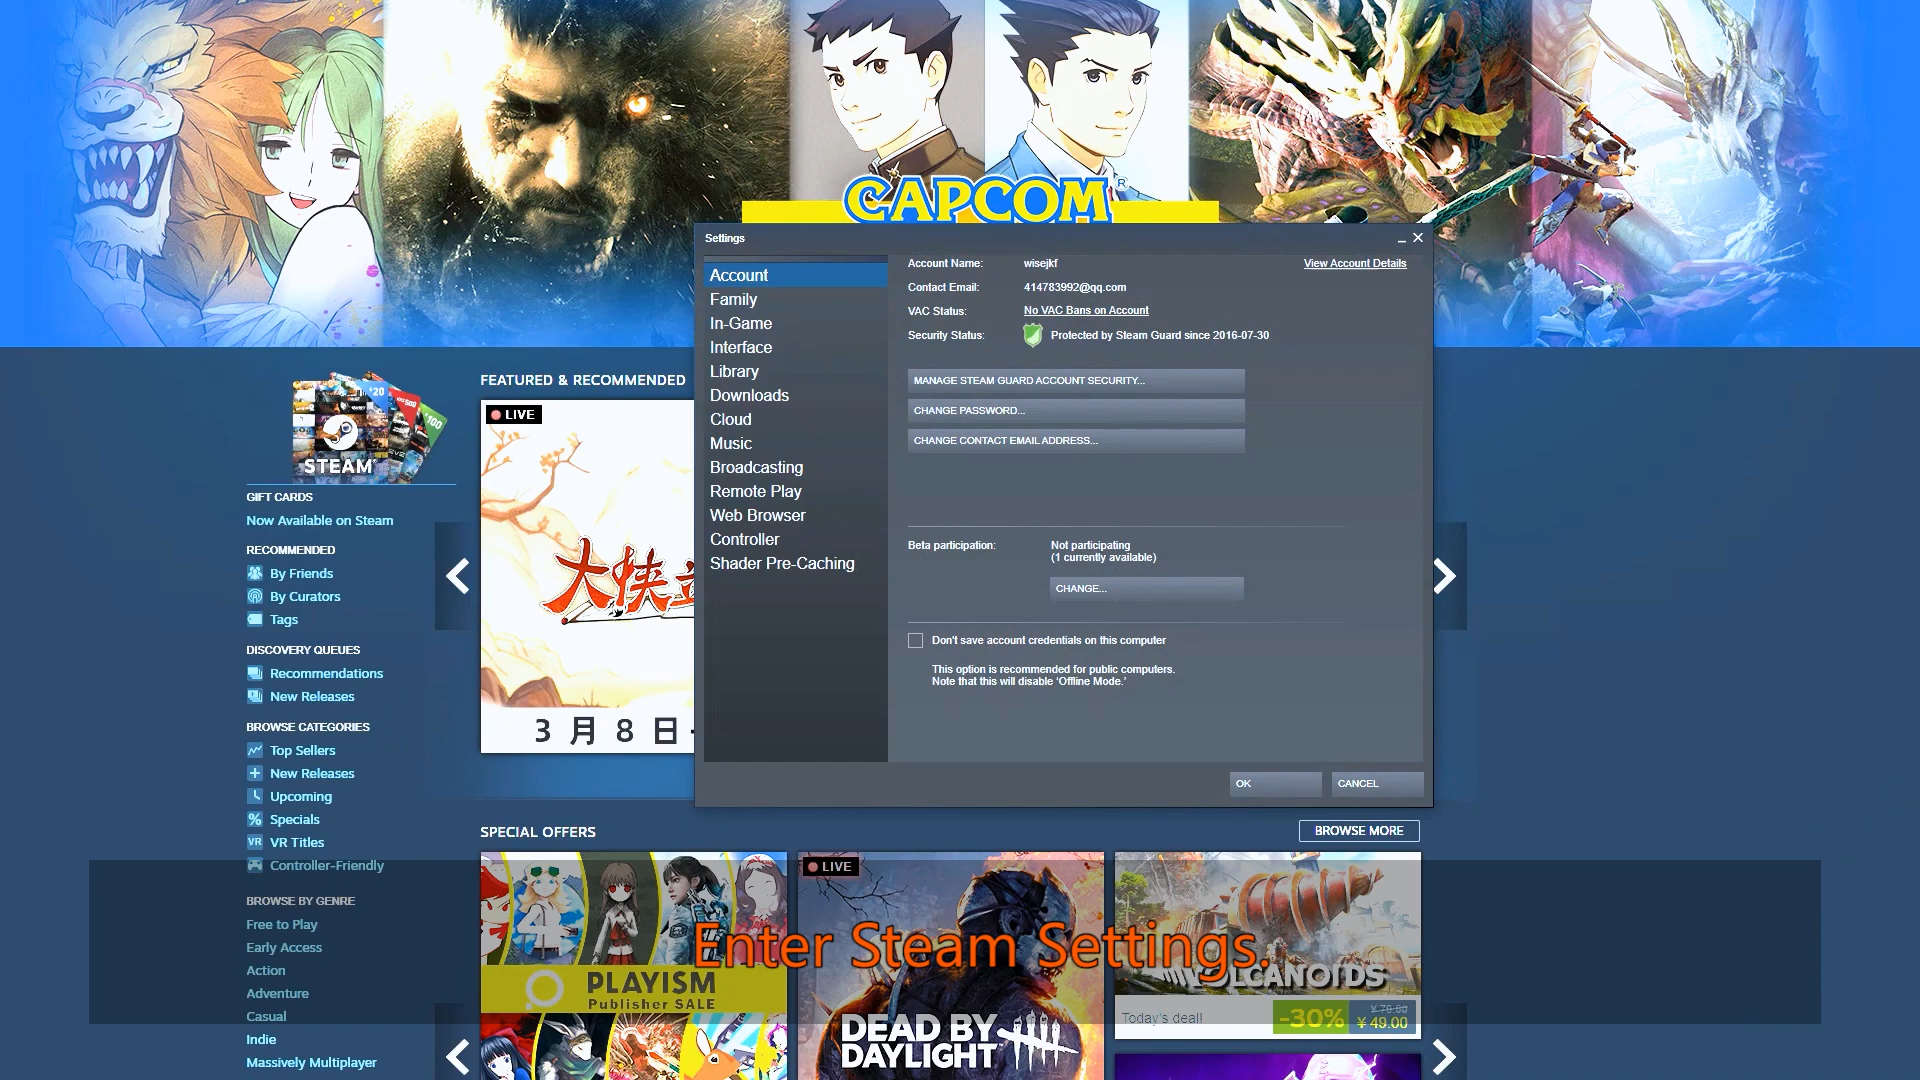 CAPCOM®
Settings
Account
Family
In-Game
Interface
Library
Downloads
Cloud
Music
Broadcasting
Remote Play
Web Browser
Controller
Shader Pre-Caching
Account Name: wisejkf View Account Details
Contact Email: 414783992@qq.com
VAC Status: No VAC Bans on Account
Security Status: Protected by Steam Guard since 2016-07-30
MANAGE STEAM GUARD ACCOUNT SECURITY...
CHANGE PASSWORD...
CHANGE CONTACT EMAIL ADDRESS...
Beta participation: Not participating
(1 currently available)
CHANGE...
Don't save account credentials on this computer
This option is recommended for public computers.
Note that this will disable 'Offline Mode.'
OK CANCEL
$20
$100
STEAM
GIFT CARDS
Now Available on Steam
RECOMMENDED
By Friends
By Curators
Tags
DISCOVERY QUEUES
Recommendations
New Releases
BROWSE CATEGORIES
Top Sellers
New Releases
Upcoming
% Specials
VR VR Titles
Controller-Friendly
BROWSE BY GENRE
Free to Play
Early Access
Action
Adventure
Casual
Indie
Massively Multiplayer
FEATURED & RECOMMENDED
LIVE
大侠立
3月8日-
SPECIAL OFFERS
BROWSE MORE
PLAYISM
Publisher SALE
LIVE
DEAD BY
DAYLIGHT
VOLCANOIDS
Today's deal! -30% ¥ 70.00
¥ 49.00
Enter Steam Settings.